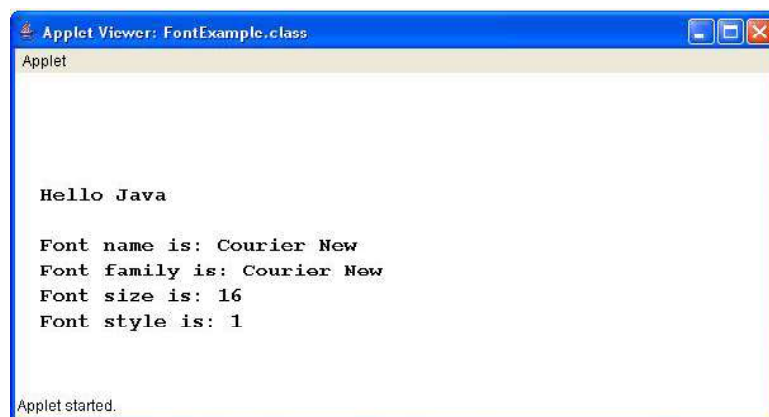 Applet Viewer: FontExample.class
Applet
Hello Java
Font name is: Courier New
Font family is: Courier New
Font size is: 16
Font style is: 1
Applet started.